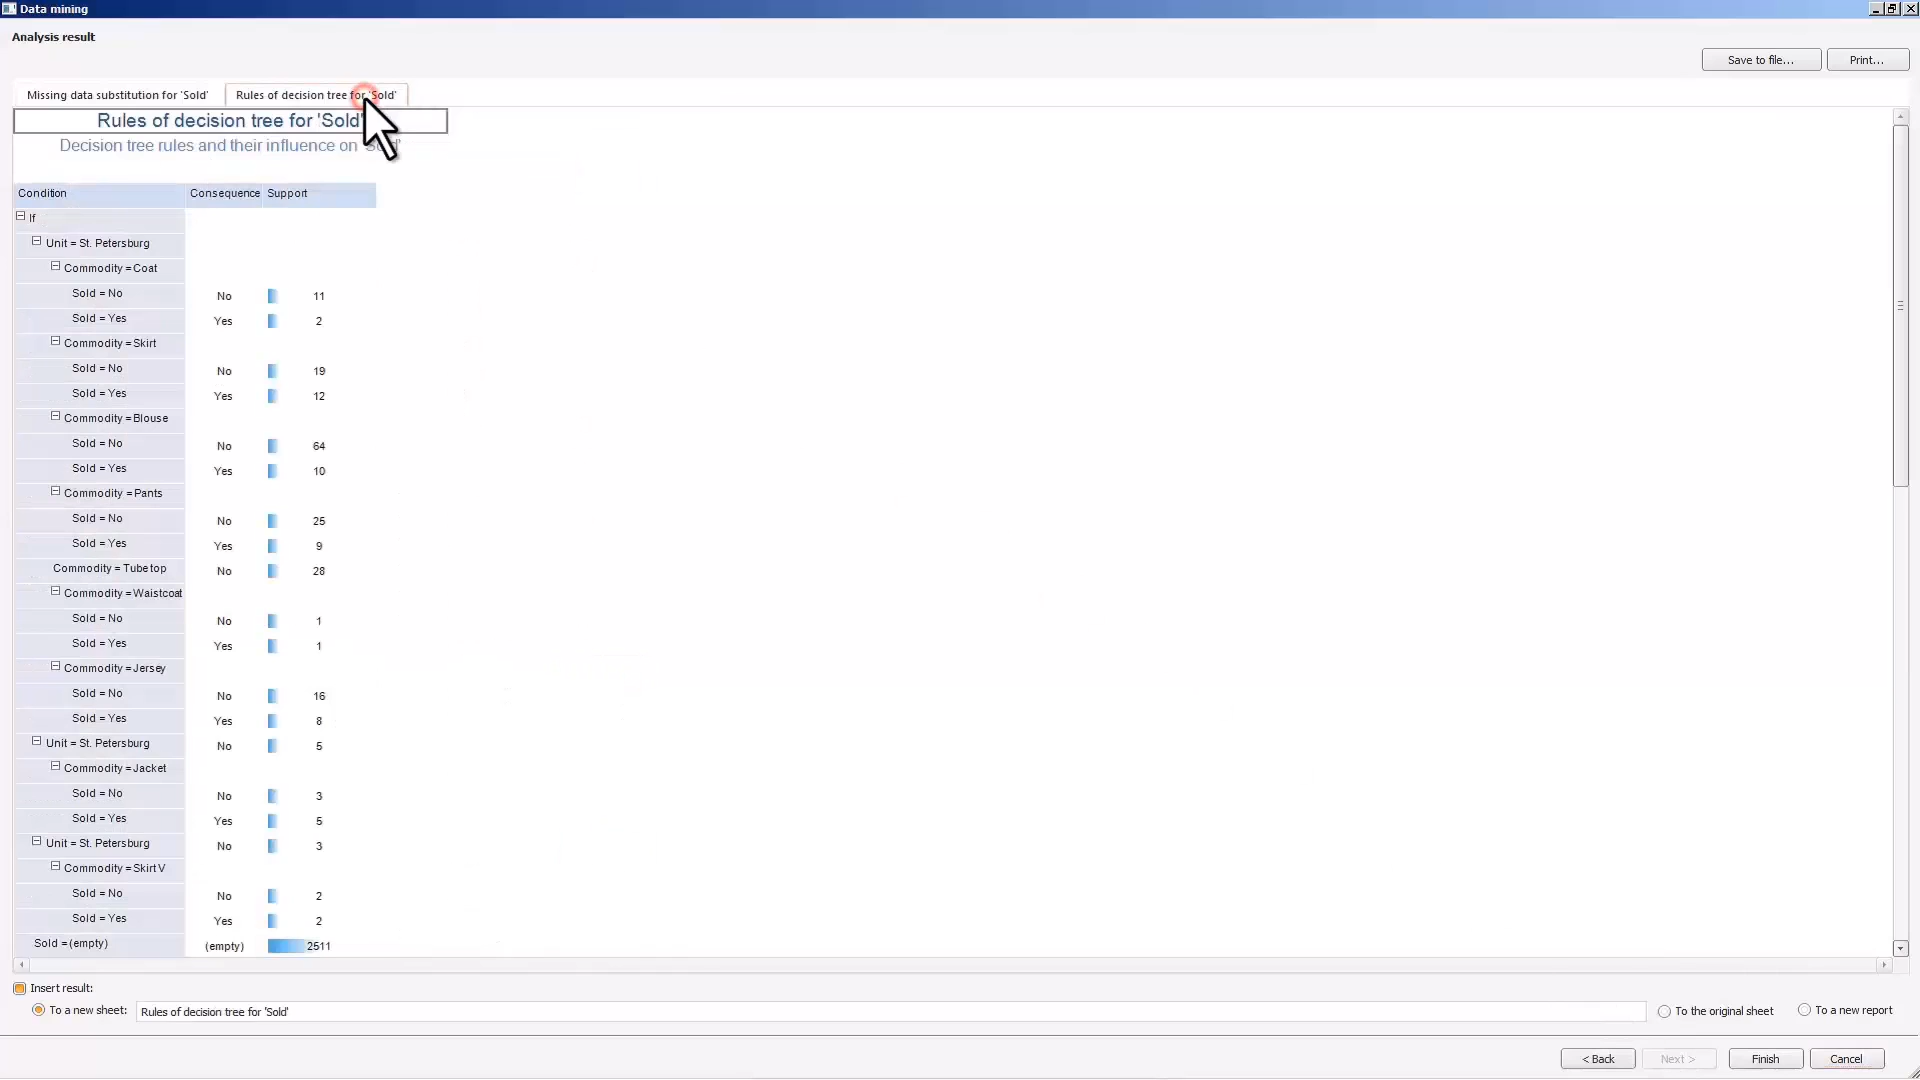 Data mining
Analysis result
Save to file... Print...
Missing data substitution for 'Sold' Rules of decision tree for 'Sold'
Rules of decision tree for 'Sold'
Decision tree rules and their influence on
Condition Consequence Support
If
Unit = St. Petersburg
Commodity = Coat
Sold = No No 11
Sold = Yes Yes 2
Commodity = Skirt
Sold = No No 19
Sold = Yes Yes 12
Commodity = Blouse
Sold = No No 64
Sold = Yes Yes 10
Commodity = Pants
Sold = No No 25
Sold = Yes Yes 9
Commodity = Tube top No 28
Commodity = Waistcoat
Sold = No No 1
Sold = Yes Yes 1
Commodity = Jersey
Sold = No No 16
Sold = Yes Yes 8
Unit = St. Petersburg No 5
Commodity = Jacket
Sold = No No 3
Sold = Yes Yes 5
Unit = St. Petersburg No 3
Commodity = Skirt V
Sold = No No 2
Sold = Yes Yes 2
Sold = (empty) (empty) 2511
Insert result:
To a new sheet: Rules of decision tree for 'Sold' To the original sheet To a new report
< Back Next > Finish Cancel